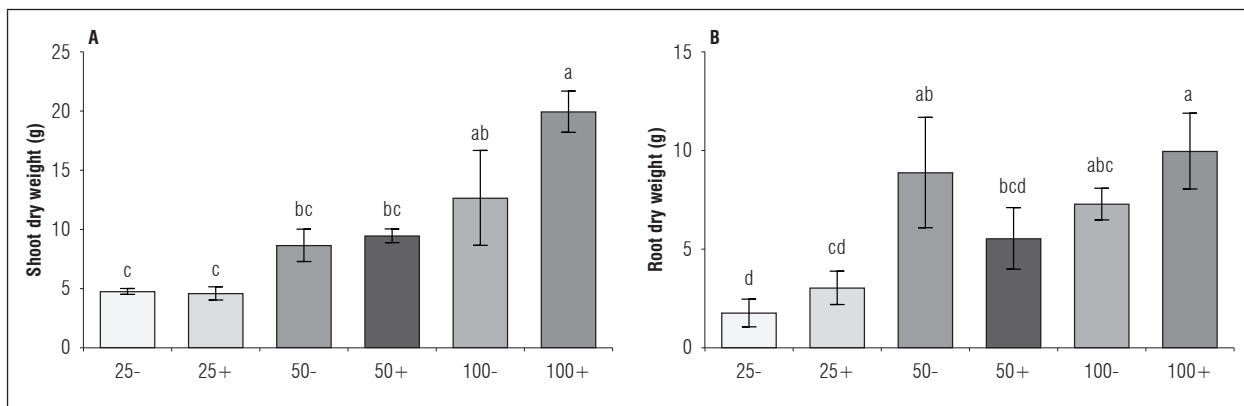 A
Shoot dry weight (g)
25
20
15
10
5
0
c
c
bc
bc
ab
a
25-
25+
50-
50+
100-
100+
B
Root dry weight (g)
15
10
5
0
d
cd
ab
bcd
abc
a
25-
25+
50-
50+
100-
100+